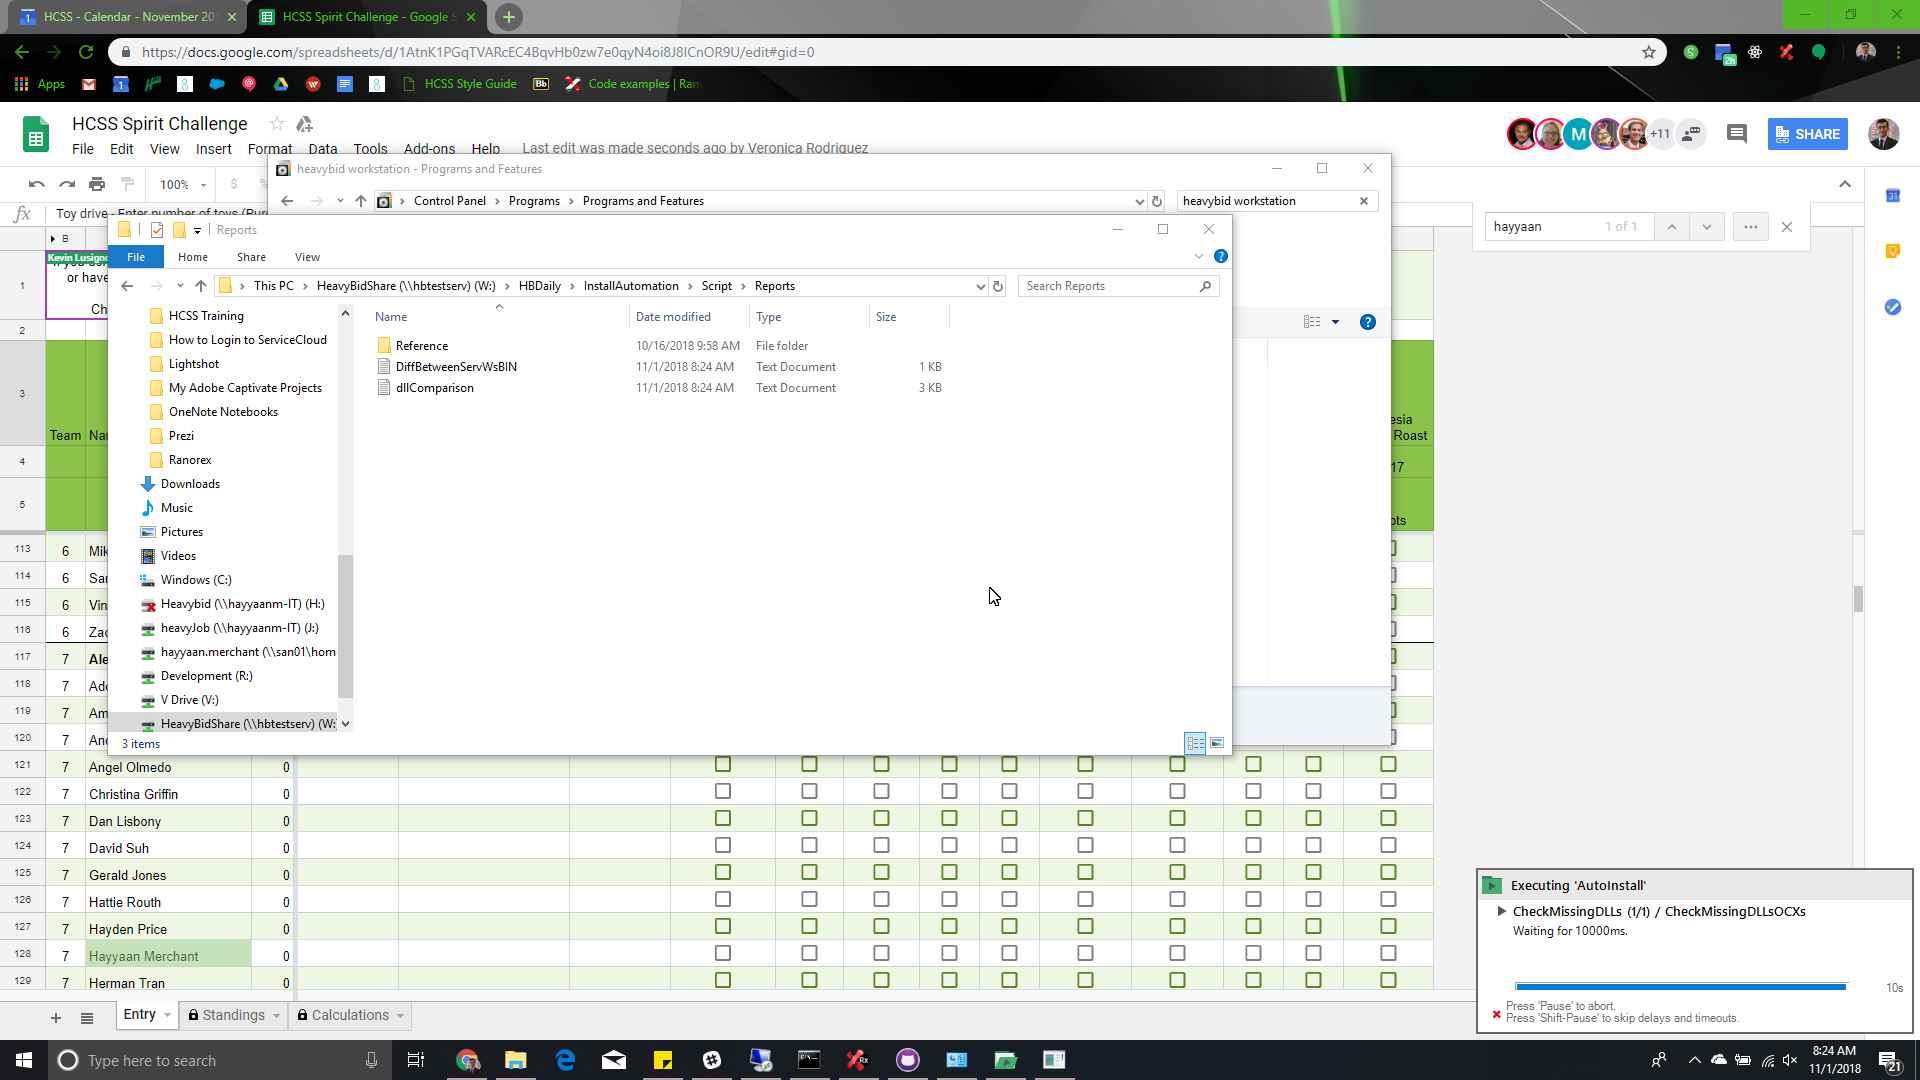 HCSS - Calendar - November 20
HCSS Spirit Challenge - Google S
https://docs.google.com/spreadsheets/d/1AtnK1PGqTVARcEC4BqvHb0zw7e0qyN4oi8J8ICnOR9U/edit#gid=0
2h
Apps
HCSS Style Guide
Bb
Code examples | Ran
HCSS Spirit Challenge
M
+11
SHARE
File Edit View Insert Format Data Tools Add-ons Help Last edit was made seconds ago by Veronica Rodriguez
100%
$
%
heavybid workstation - Programs and Features
Control Panel > Programs > Programs and Features
heavybid workstation
fx Toy drive - Enter number of toys (Pur
hayyaan
1 of 1
Reports
File Home Share View
This PC > HeavyBidShare (\\hbtestserv) (W:) > HBDaily > InstallAutomation > Script > Reports
Search Reports
B
Kevin Lusigno
or have
Ch
1
2
3
4
5
Team Na
esia
Roast
17
ots
Name Date modified Type Size
Reference 10/16/2018 9:58 AM File folder
DiffBetweenServWsBIN 11/1/2018 8:24 AM Text Document 1 KB
dllComparison 11/1/2018 8:24 AM Text Document 3 KB
HCSS Training
How to Login to ServiceCloud
Lightshot
My Adobe Captivate Projects
OneNote Notebooks
Prezi
Ranorex
Downloads
Music
Pictures
Videos
Windows (C:)
Heavybid (\\hayyaanm-IT) (H:)
heavyJob (\\hayyaanm-IT) (J:)
hayyaan.merchant (\\san01\hom
Development (R:)
V Drive (V:)
HeavyBidShare (\\hbtestserv) (W:
3 items
113 6 Mik
114 6 Sar
115 6 Vin
116 6 Zac
117 7 Ale
118 7 Ado
119 7 Am
120 7 And
121 7 Angel Olmedo 0
122 7 Christina Griffin 0
123 7 Dan Lisbony 0
124 7 David Suh 0
125 7 Gerald Jones 0
126 7 Hattie Routh 0
127 7 Hayden Price 0
128 7 Hayyaan Merchant 0
129 7 Herman Tran 0
Entry
Standings
Calculations
Executing 'AutoInstall'
CheckMissingDLLs (1/1) / CheckMissingDLLsOCXs
Waiting for 10000ms.
10s
Press 'Pause' to abort.
Press 'Shift-Pause' to skip delays and timeouts.
Type here to search
8:24 AM
11/1/2018
21